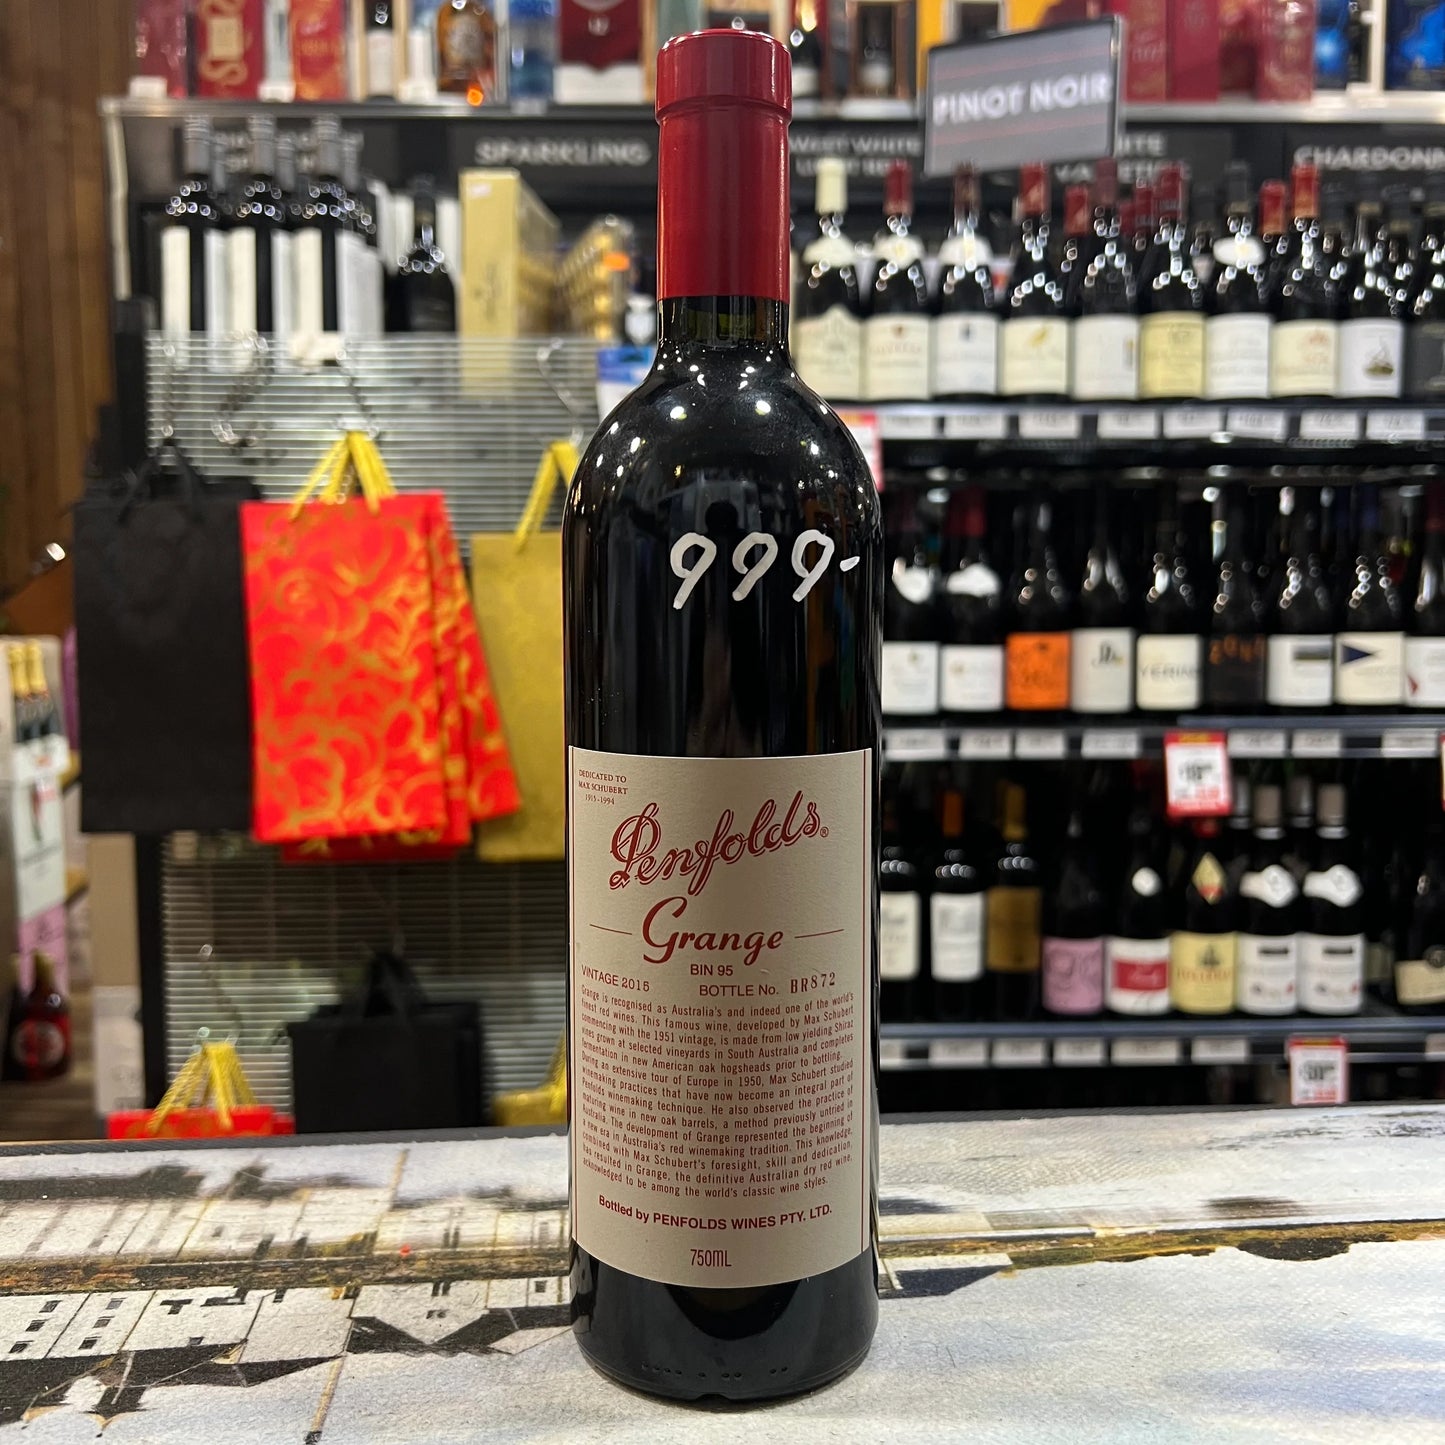 PINOT NOIR
SPARKLING
999-
DEDICATED TO
MAX SCHUBERT
1915-1994
Penfolds®
Grange
BIN 95
VINTAGE 2015
BOTTLE No. BR872
Grange is recognised as Australia's and indeed one of the world's
finest red wines. This famous wine, developed by Max Schubert
commencing with the 1951 vintage, is made from low yielding Shiraz
vines grown at selected vineyards in South Australia and completes
fermentation in new American oak hogsheads prior to bottling.
During an extensive tour of Europe in 1950, Max Schubert studied
winemaking practices that have now become an integral part of
Penfolds winemaking technique. He also observed the practice of
maturing wine in new oak barrels, a method previously untried in
Australia. The development of Grange represented the beginning of
a new era in Australia's red winemaking tradition. This knowledge,
combined with Max Schubert's foresight, skill and dedication,
has resulted in Grange, the definitive Australian dry red wine,
acknowledged to be among the world's classic wine styles.
Bottled by PENFOLDS WINES PTY. LTD.
750ML